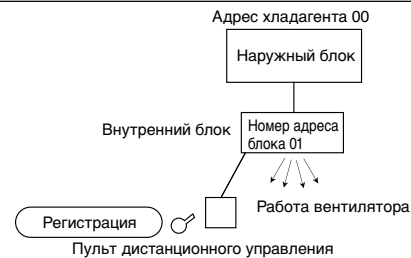 Адрес хладагента 00
Наружный блок
Внутренний блок
Номер адреса
блока 01
Работа вентилятора
Регистрация
Пульт дистанционного управления